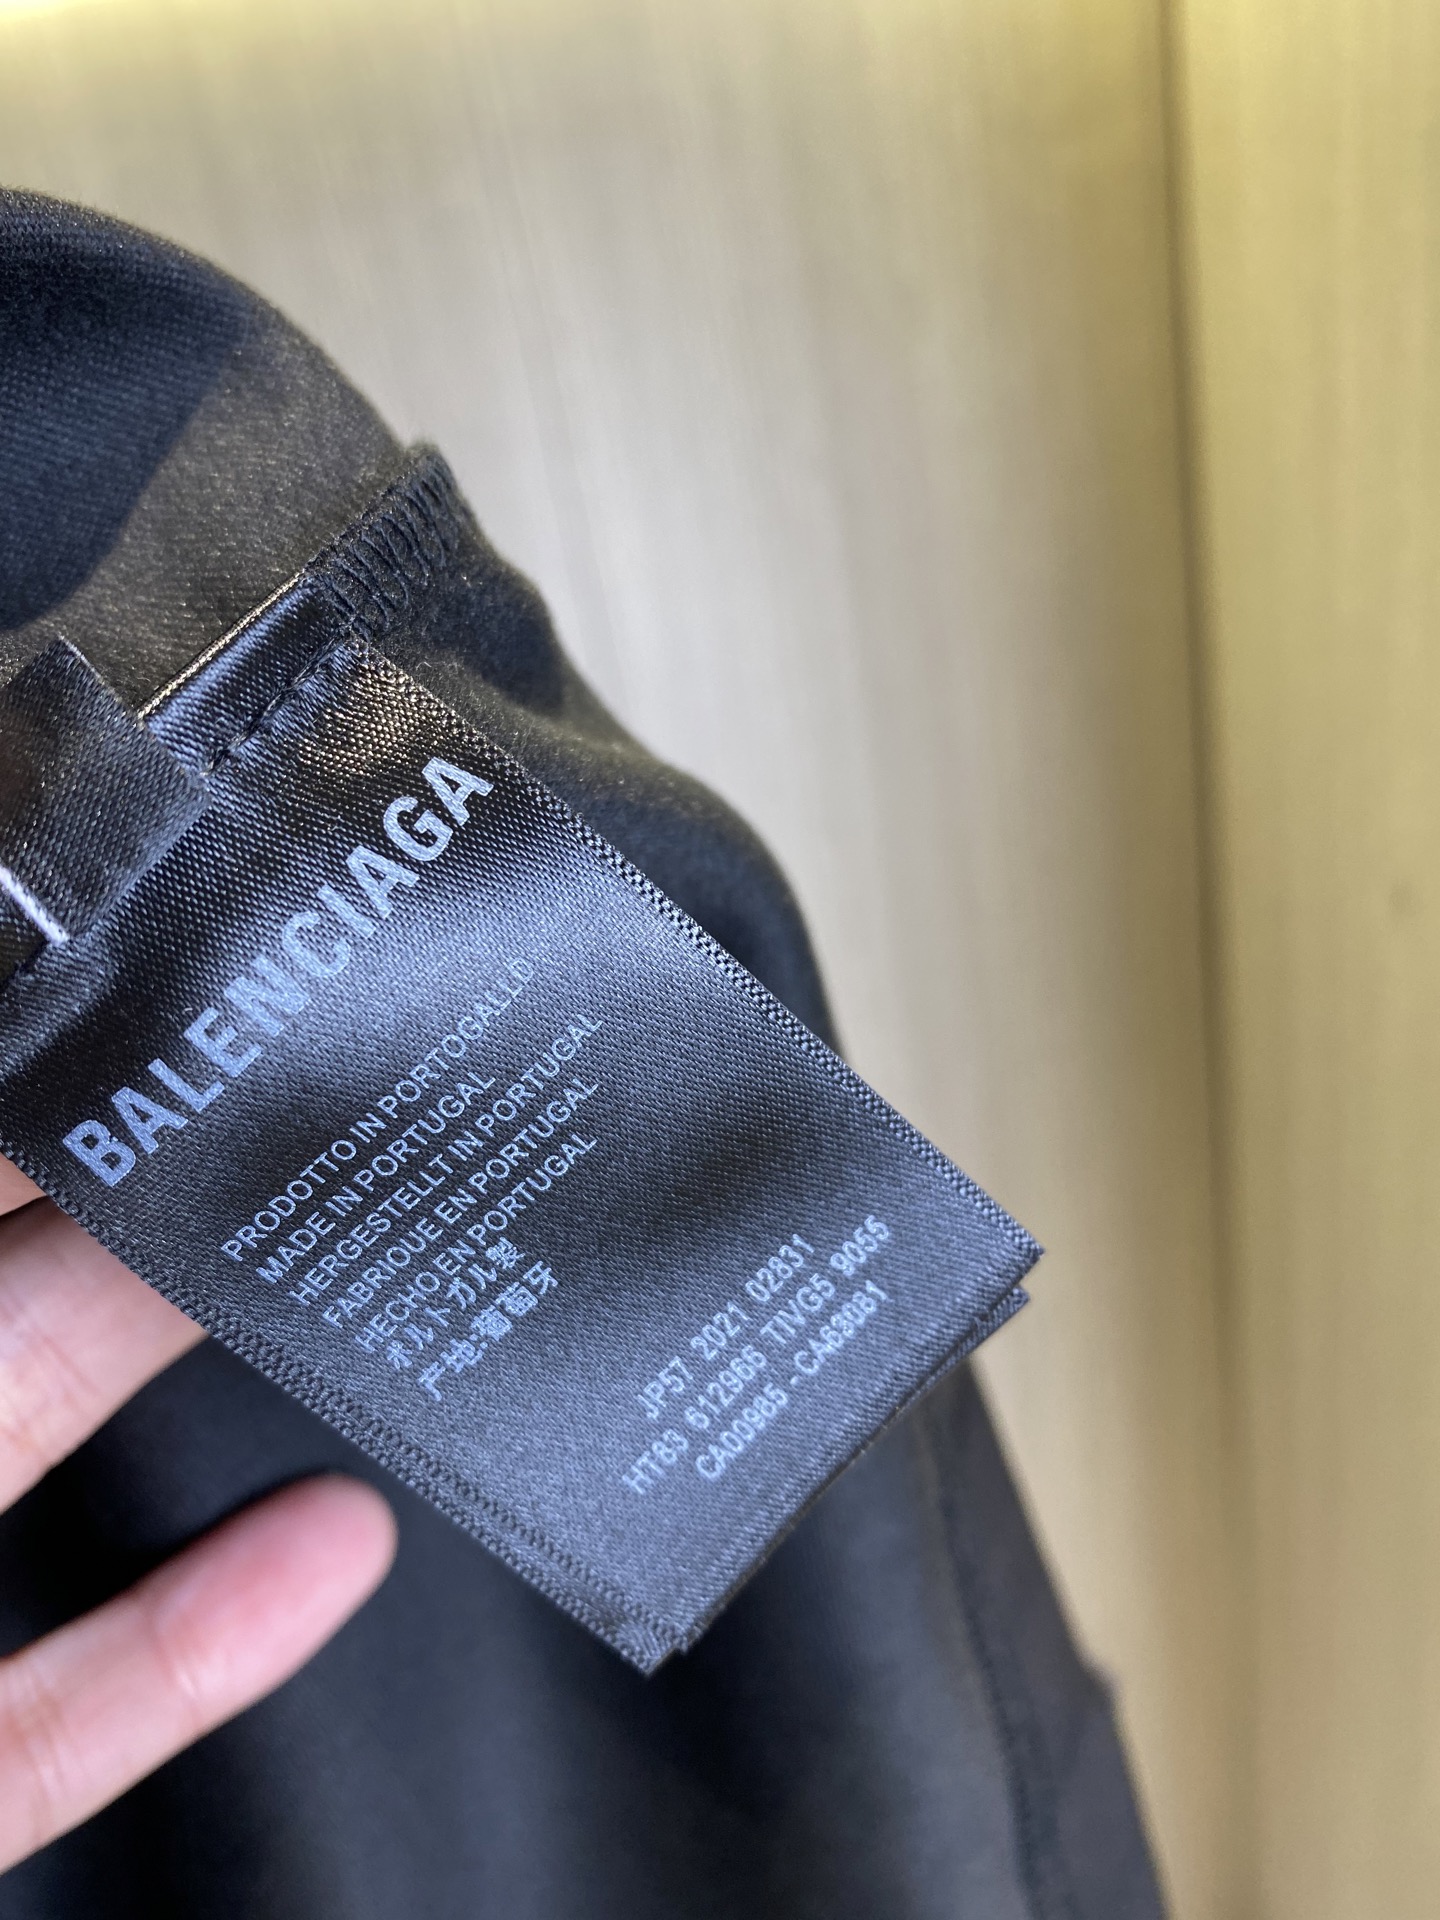 BALENCIAGA
PRODOTTO IN PORTOGALLO
MADE IN PORTUGAL
HERGESTELLT IN PORTUGAL
FABRIQUE EN PORTUGAL
HECHO EN PORTUGAL
ポルトガル製
产地:葡萄牙
JP57 2021 02831
HT83 612966 TIVG5 9055
CA00965 - CA63081